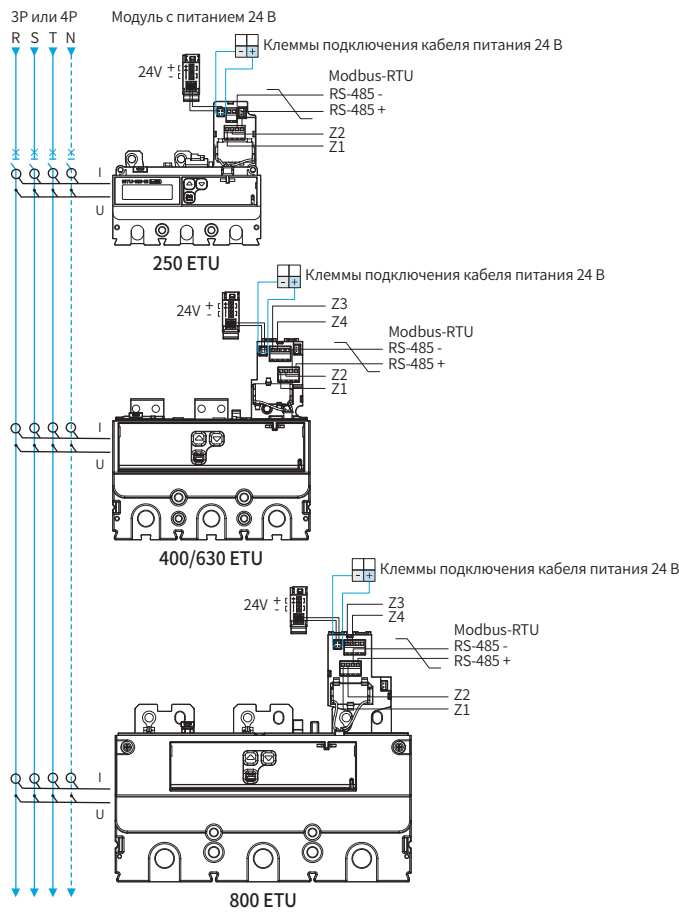 3P или 4P
Модуль с питанием 24 В
R S T N
Клеммы подключения кабеля питания 24 В
- +
24V + -
Modbus-RTU
RS-485 -
RS-485 +
Z2
Z1
I
U
250 ETU
Клеммы подключения кабеля питания 24 В
- +
24V + -
Z3
Z4
Modbus-RTU
RS-485 -
RS-485 +
Z2
Z1
I
U
400/630 ETU
Клеммы подключения кабеля питания 24 В
- +
24V + -
Z3
Z4
Modbus-RTU
RS-485 -
RS-485 +
Z2
Z1
I
U
800 ETU